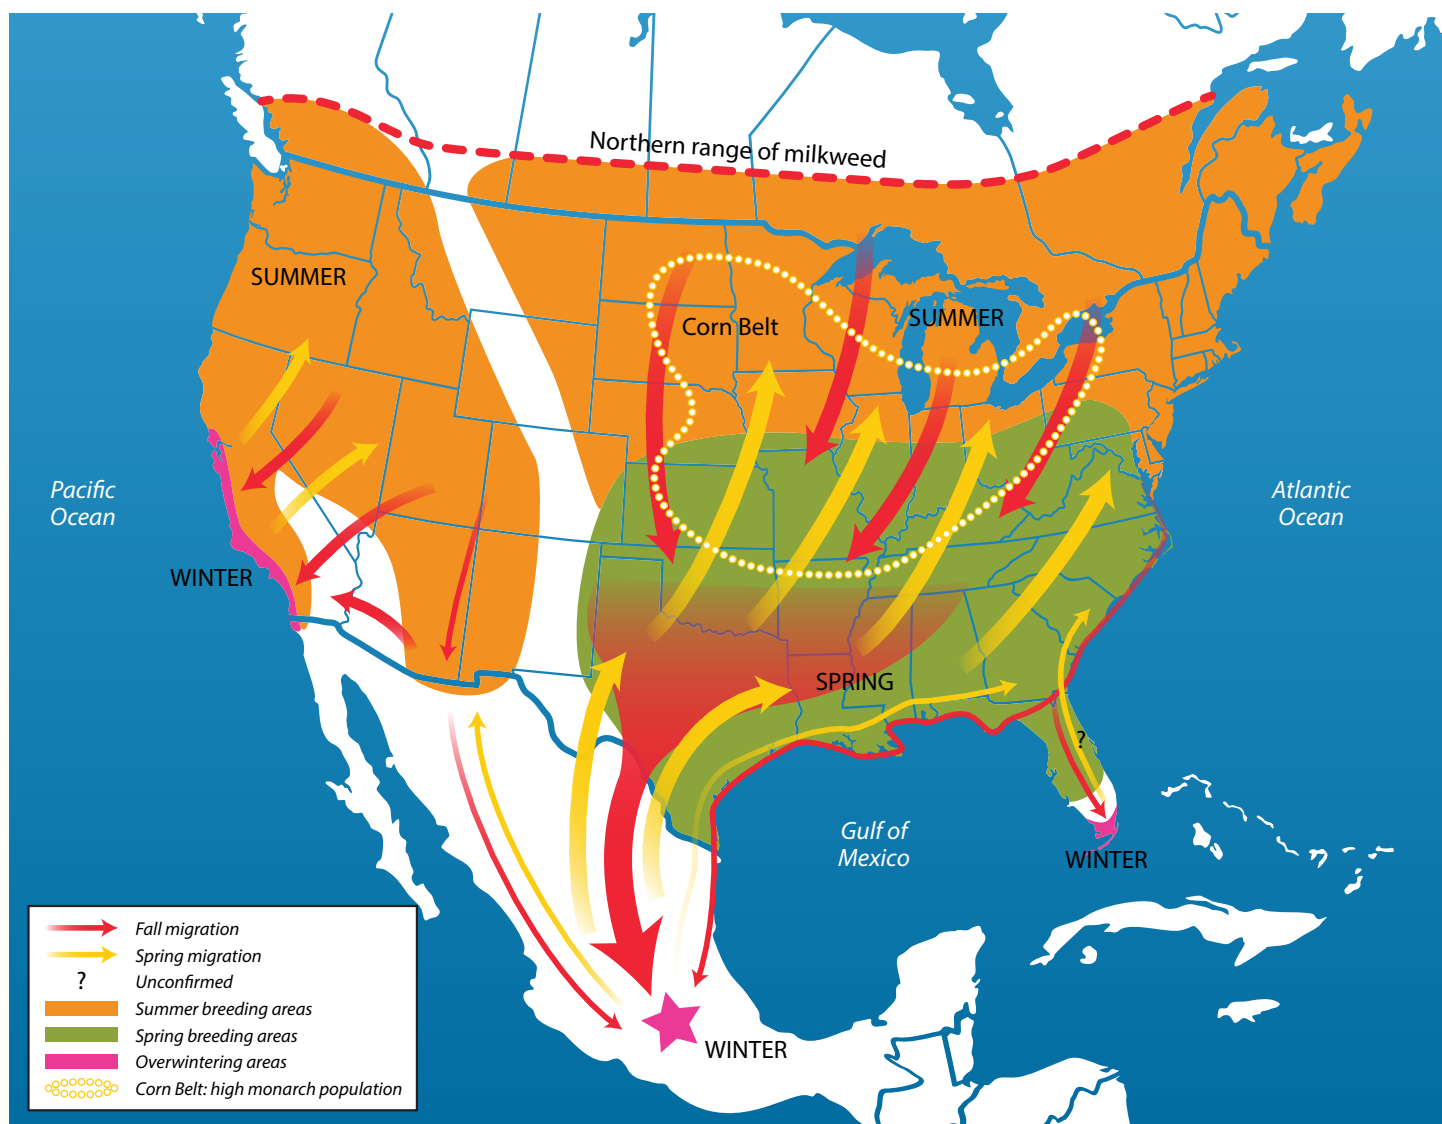 Northern range of milkweed
SUMMER
Corn Belt
SUMMER
Pacific
Ocean
Atlantic
Ocean
WINTER
SPRING
?
Gulf of
Mexico
WINTER
WINTER
Fall migration
Spring migration
? Unconfirmed
Summer breeding areas
Spring breeding areas
Overwintering areas
Corn Belt: high monarch population